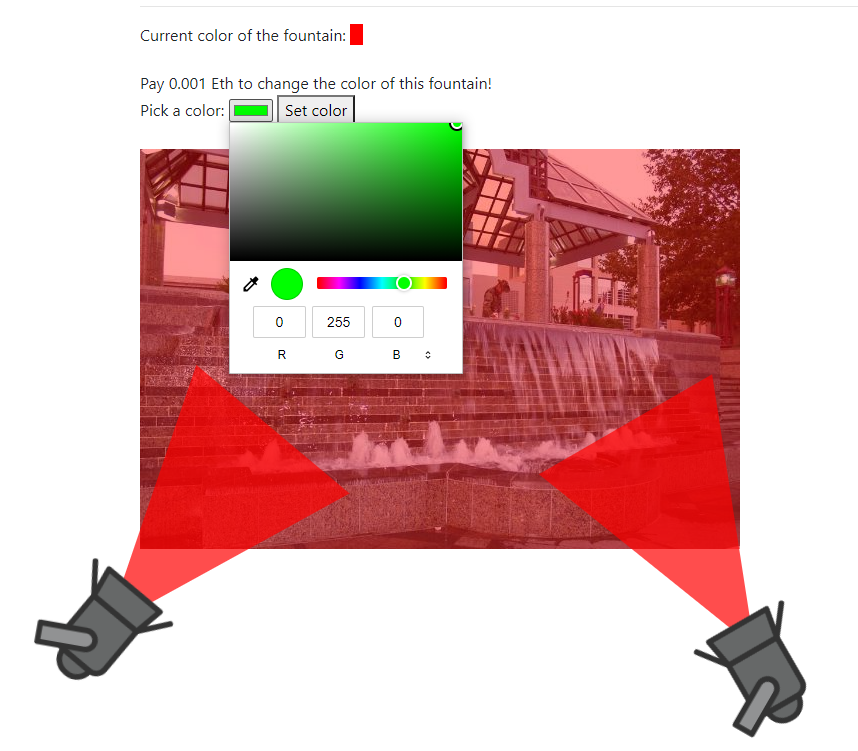 Current color of the fountain:
Pay 0.001 Eth to change the color of this fountain!
Pick a color: Set color
0 255 0
R G B